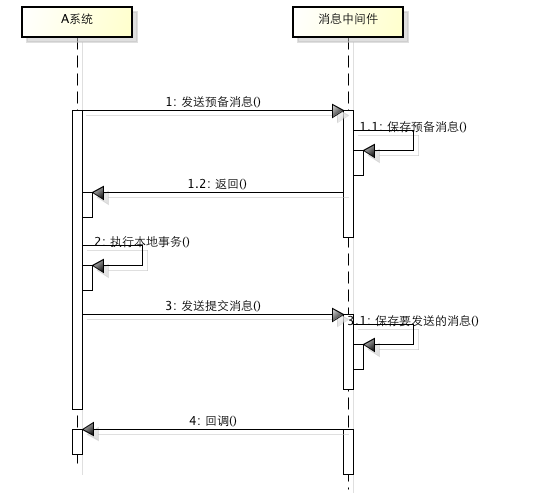 A系统
消息中间件
1: 发送预备消息()
1.1: 保存预备消息()
1.2: 返回()
2: 执行本地事务()
3: 发送提交消息()
3.1: 保存要发送的消息()
4: 回调()